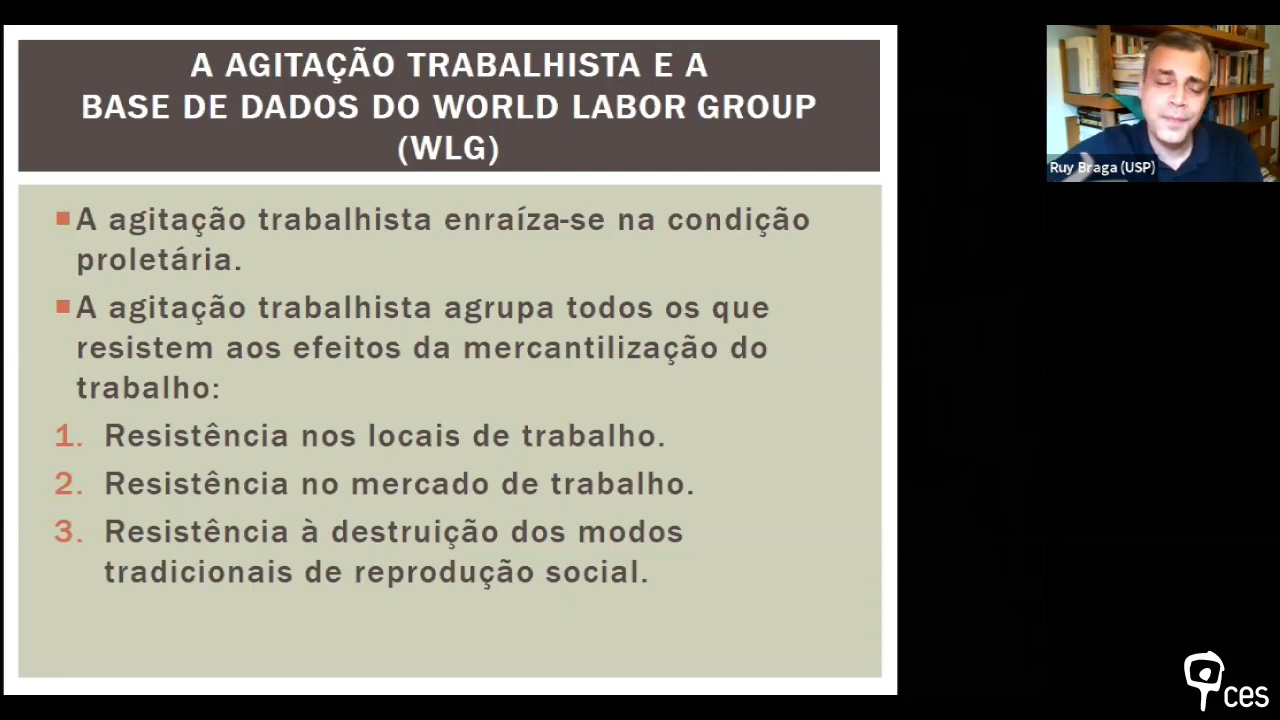 A AGITAÇÃO TRABALHISTA E A
BASE DE DADOS DO WORLD LABOR GROUP
(WLG)
A agitação trabalhista enraíza-se na condição
proletária.
A agitação trabalhista agrupa todos os que
resistem aos efeitos da mercantilização do
trabalho:
1. Resistência nos locais de trabalho.
2. Resistência no mercado de trabalho.
3. Resistência à destruição dos modos
tradicionais de reprodução social.
Ruy Braga (USP)
ces